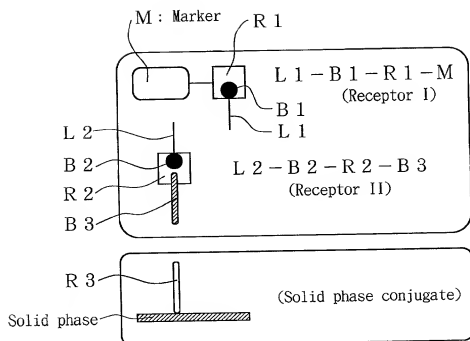 M : Marker
R 1
L 1 − B 1 − R 1 − M
(Receptor I)
B 1
L 1
L 2
B 2
R 2
B 3
L 2 − B 2 − R 2 − B 3
(Receptor II)
R 3
Solid phase
(Solid phase conjugate)